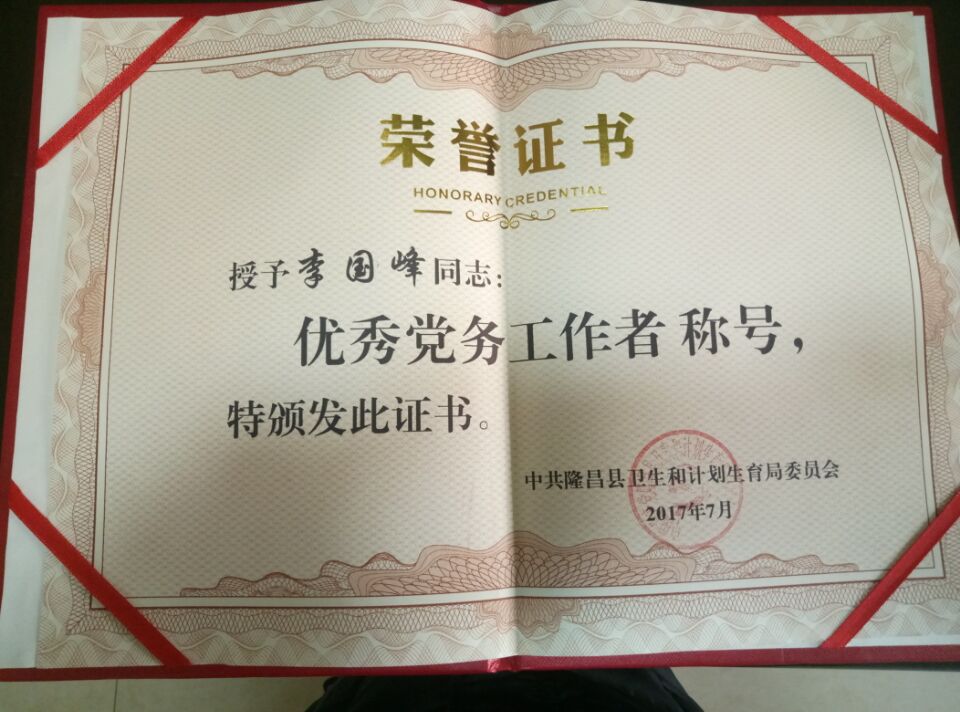 荣誉证书
HONORARY CREDENTIAL
授予李国峰同志：
优秀党务工作者 称号，
特颁发此证书。
中共隆昌县卫生和计划生育局委员会
2017年7月